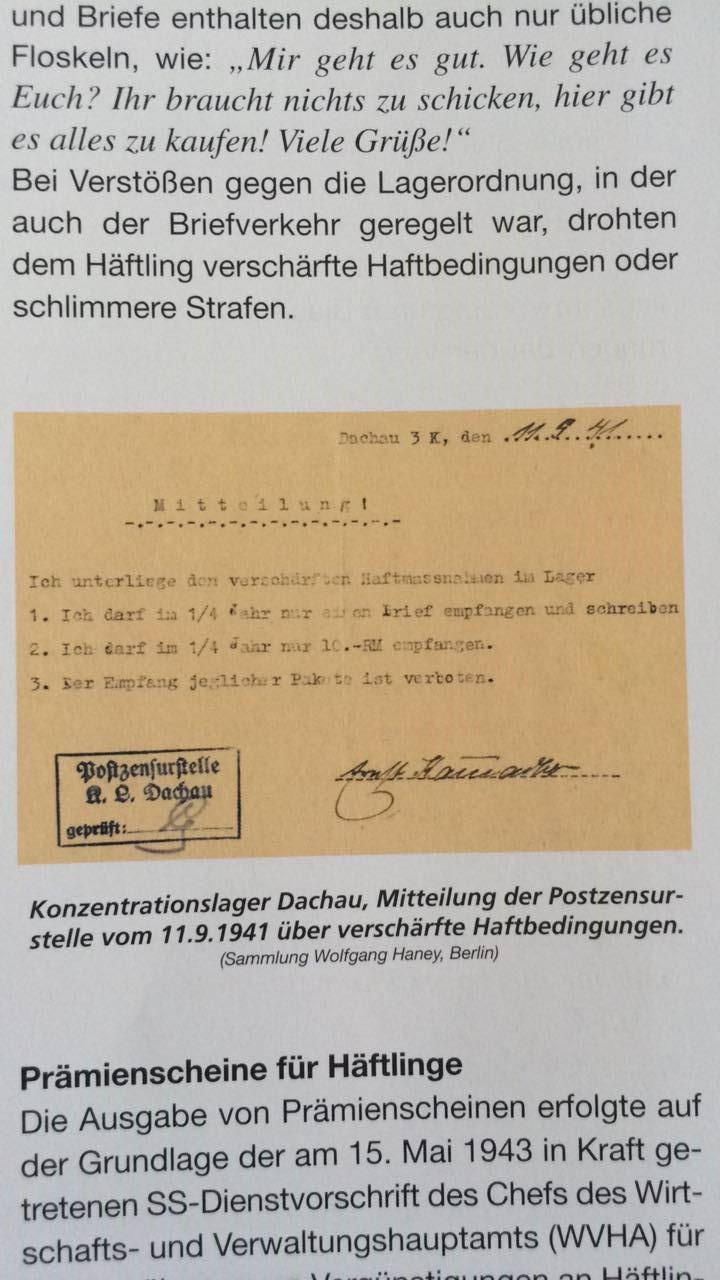 und Briefe enthalten deshalb auch nur übliche
Floskeln, wie: „Mir geht es gut. Wie geht es
Euch? Ihr braucht nichts zu schicken, hier gibt
es alles zu kaufen! Viele Grüße!“
Bei Verstößen gegen die Lagerordnung, in der
auch der Briefverkehr geregelt war, drohten
dem Häftling verschärfte Haftbedingungen oder
schlimmere Strafen.
Dachau 3 K, den 11.9.41
Mitteilung!
Ich unterliege den verschärften Haftmassnahmen im Lager
1. Ich darf im 1/4 Jahr nur einen Brief empfangen und schreiben
2. Ich darf im 1/4 Jahr nur 10.-RM empfangen.
3. Der Empfang jeglicher Pakete ist verboten.
Postzensurstelle
K. L. Dachau
geprüft:
Konzentrationslager Dachau, Mitteilung der Postzensur-
stelle vom 11.9.1941 über verschärfte Haftbedingungen.
(Sammlung Wolfgang Haney, Berlin)
Prämienscheine für Häftlinge
Die Ausgabe von Prämienscheinen erfolgte auf
der Grundlage der am 15. Mai 1943 in Kraft ge-
tretenen SS-Dienstvorschrift des Chefs des Wirt-
schafts- und Verwaltungshauptamts (WVHA) für
Vergünstigungen an Häftlin-